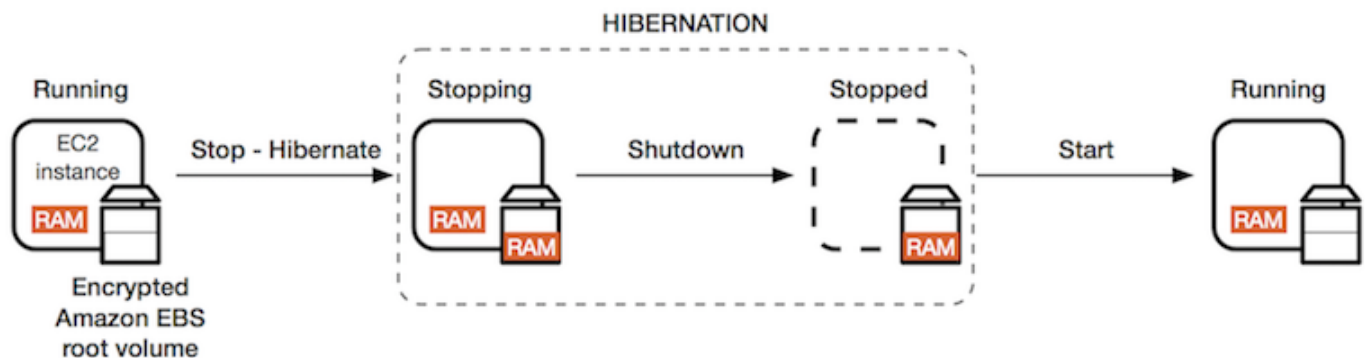 HIBERNATION
Running
Stopping
Stopped
Running
EC2
instance
Stop - Hibernate
Shutdown
Start
RAM
RAM
RAM
RAM
RAM
Encrypted
Amazon EBS
root volume